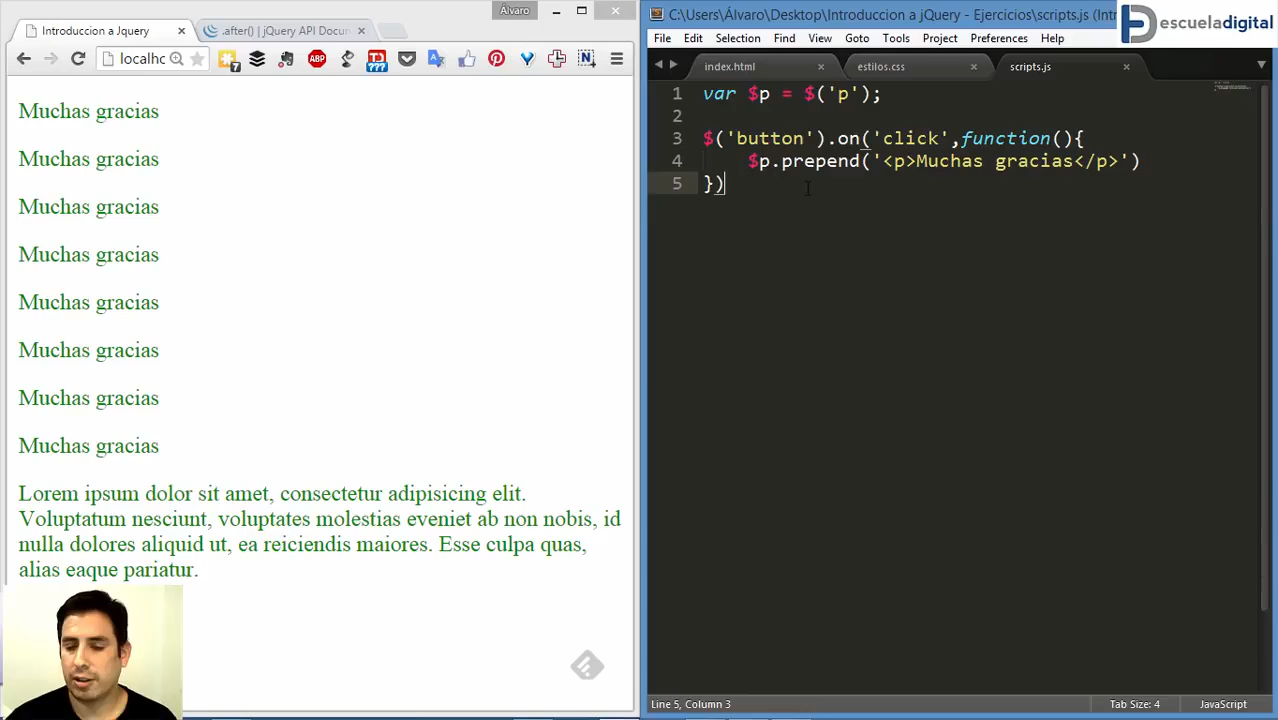 Álvaro
Introduccion a Jquery
.after() | jQuery API Docum
localhc
7
ABP
???
N
Muchas gracias
Muchas gracias
Muchas gracias
Muchas gracias
Muchas gracias
Muchas gracias
Muchas gracias
Muchas gracias
Lorem ipsum dolor sit amet, consectetur adipisicing elit.
Voluptatum nesciunt, voluptates molestias eveniet ab non nobis, id
nulla dolores aliquid ut, ea reiciendis maiores. Esse culpa quas,
alias eaque pariatur.
C:\Users\Álvaro\Desktop\Introduccion a jQuery - Ejercicios\scripts.js (Intr
escueladigital
File Edit Selection Find View Goto Tools Project Preferences Help
index.html
estilos.css
scripts.js
1 var $p = $('p');
2
3 $('button').on('click',function(){
4 $p.prepend('<p>Muchas gracias</p>')
5 })
Line 5, Column 3
Tab Size: 4
JavaScript